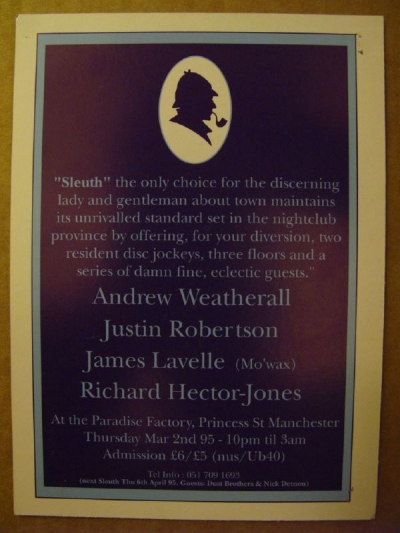 "Sleuth" the only choice for the discerning
lady and gentleman about town maintains
its unrivalled standard set in the nightclub
province by offering, for your diversion, two
resident disc jockeys, three floors and a
series of damn fine, eclectic guests."
Andrew Weatherall
Justin Robertson
James Lavelle (Mo'wax)
Richard Hector-Jones
At the Paradise Factory, Princess St Manchester
Thursday Mar 2nd 95 - 10pm til 3am
Admission £6/£5 (nus/Ub40)
Tel Info : 051 709 1693
(next Sleuth Thu 6th April 95. Guests: Dust Brothers & Nick